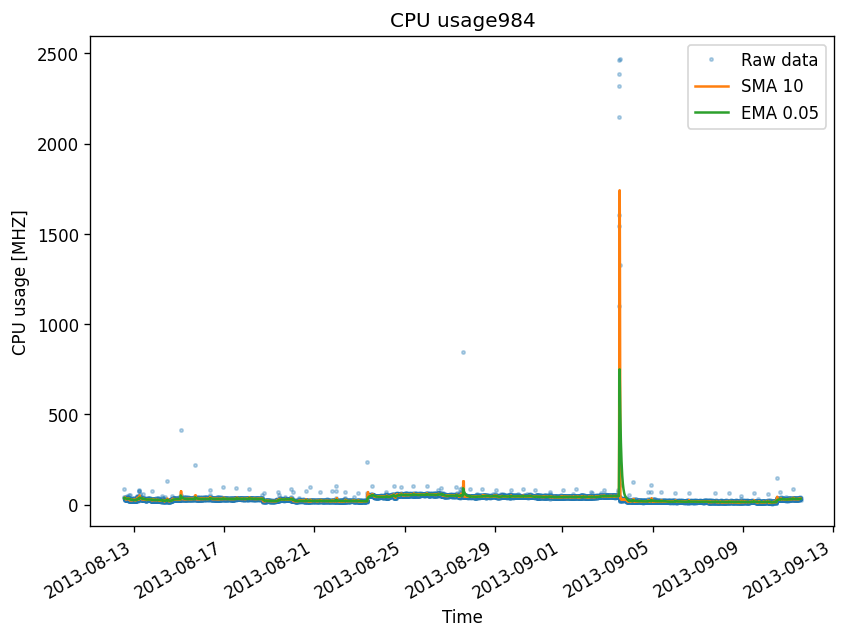 CPU usage984
Raw data
SMA 10
EMA 0.05
CPU usage [MHZ]
2500
2000
1500
1000
500
0
2013-08-13
2013-08-17
2013-08-21
2013-08-25
2013-08-29
2013-09-01
2013-09-05
2013-09-09
2013-09-13
Time